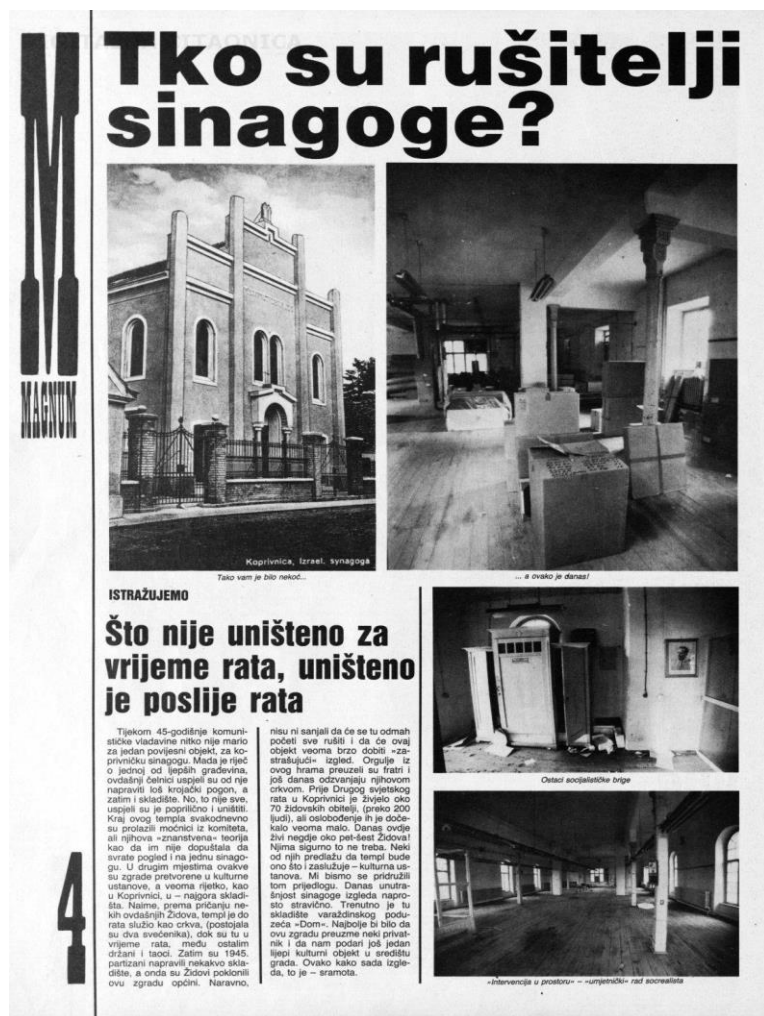 Tko su rušitelji
sinagoge?
M
MAGNUM
Koprivnica, Izrael. synagoga
Tako vam je bilo nekoć...
... a ovako je danas!
ISTRAŽUJEMO
Što nije uništeno za
vrijeme rata, uništeno
je poslije rata
Tijekom 45-godišnje komuni-
stičke vladavine nitko nije mario
za jedan povijesni objekt, za ko-
privničku sinagogu. Mada je riječ
o jednoj od ljepših građevina,
ovdašnji čelnici uspjeli su od nje
napraviti loš krojački pogon, a
zatim i skladište. No, to nije sve,
uspjeli su je poprilično i uništiti.
Kraj ovog templa svakodnevno
su prolazili moćnici iz komiteta,
ali njihova »znanstvena« teorija
kao da im nije dopuštala da
svrate pogled i na jednu sinago-
gu. U drugim mjestima ovakve
su zgrade pretvorene u kulturne
ustanove, a veoma rijetko, kao
u Koprivnici, u – najgora skladi-
šta. Naime, prema pričanju ne-
kih ovdašnjih Židova, templ je do
rata služio kao crkva, (postojala
su dva svečenika), dok su tu u
vrijeme rata, među ostalim
držani i taoci. Zatim su 1945.
partizani napravili nekakvo skla-
dište, a onda su Židovi poklonili
ovu zgradu općini. Naravno,
nisu ni sanjali da će se tu odmah
početi sve rušiti i da će ovaj
objekt veoma brzo dobiti »za-
strašujući« izgled. Orgulje iz
ovog hrama preuzeli su fratri i
još danas odzvanjaju njihovom
crkvom. Prije Drugog svjetskog
rata u Koprivnici je živjelo oko
70 židovskih obitelji, (preko 200
ljudi), ali oslobođenje ih je doče-
kalo veoma malo. Danas ovdje
živi negdje oko pet-šest Židova!
Njima sigurno to ne treba. Neki
od njih predlažu da templ bude
ono što i zaslužuje – kulturna us-
tanova. Mi bismo se pridružili
tom prijedlogu. Danas unutra-
šnjost sinagoge izgleda napro-
sto stravično. Trenutno je tu
skladište varaždinskog podu-
zeća »Dom«. Najbolje bi bilo da
ovu zgradu preuzme neki privat-
nik i da nam podari još jedan
lijepi kulturni objekt u središtu
grada. Ovako kako sada izgle-
da, to je – sramota.
Ostaci socijalističke brige
»Intervencija u prostoru« – »umjetnički« rad socrealista
4